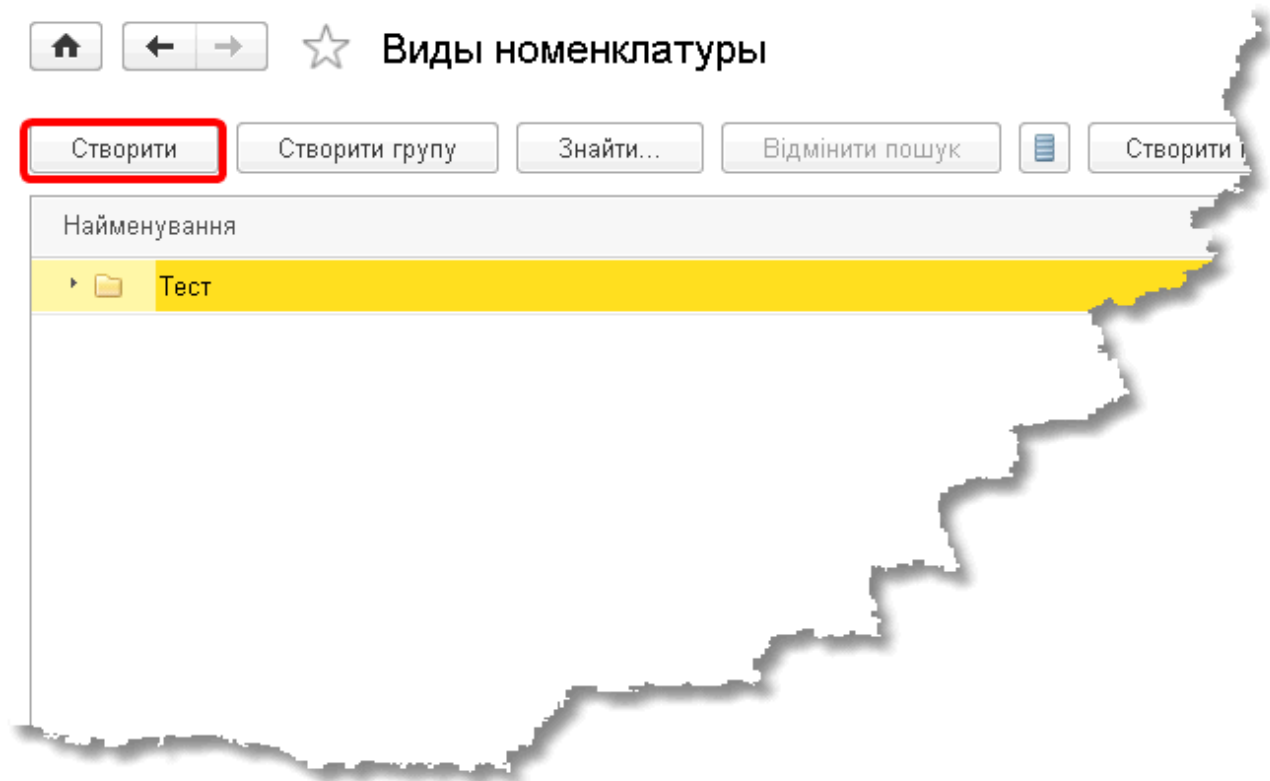 Виды номенклатуры
Створити Створити групу Знайти... Відмінити пошук Створити
Найменування
Тест